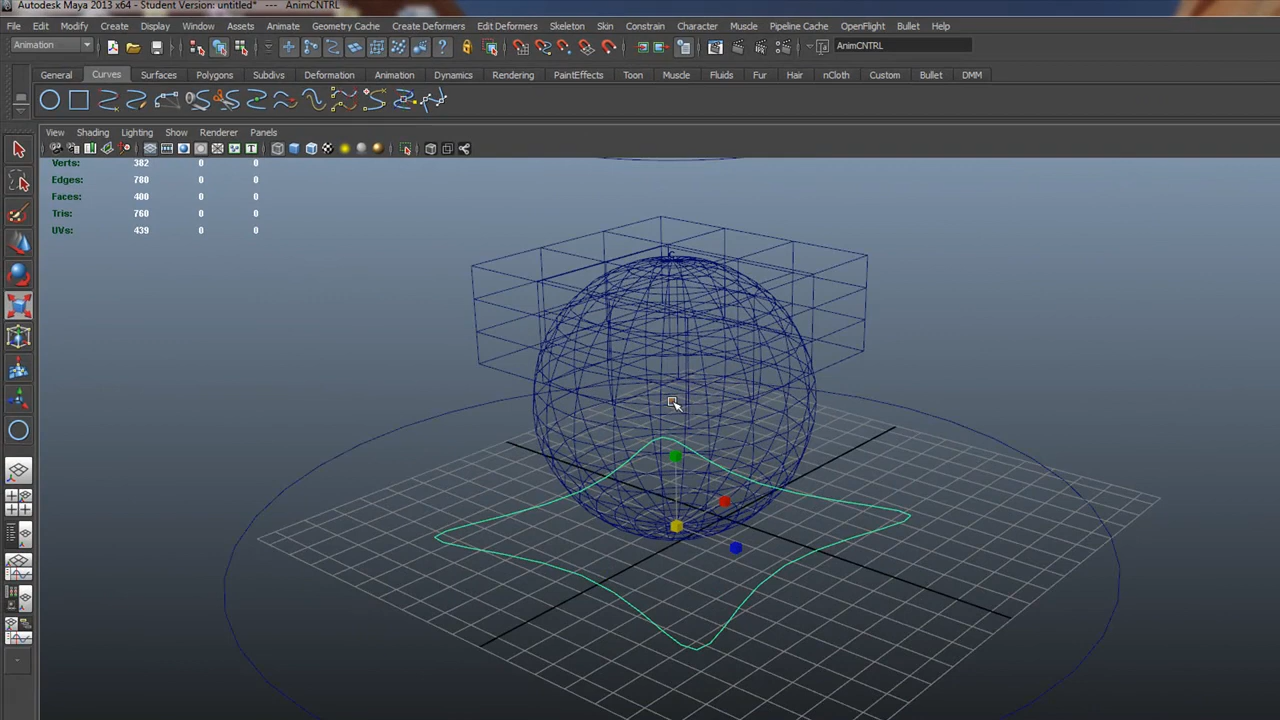 Autodesk Maya 2013 x64 - Student Version: untitled* --- AnimCNTRL
File Edit Modify Create Display Window Assets Animate Geometry Cache Create Deformers Edit Deformers Skeleton Skin Constrain Character Muscle Pipeline Cache OpenFlight Bullet Help
Animation AnimCNTRL
General Curves Surfaces Polygons Subdivs Deformation Animation Dynamics Rendering PaintEffects Toon Muscle Fluids Fur Hair nCloth Custom Bullet DMM
View Shading Lighting Show Renderer Panels
Verts: 382 0 0
Edges: 780 0 0
Faces: 400 0 0
Tris: 760 0 0
UVs: 439 0 0